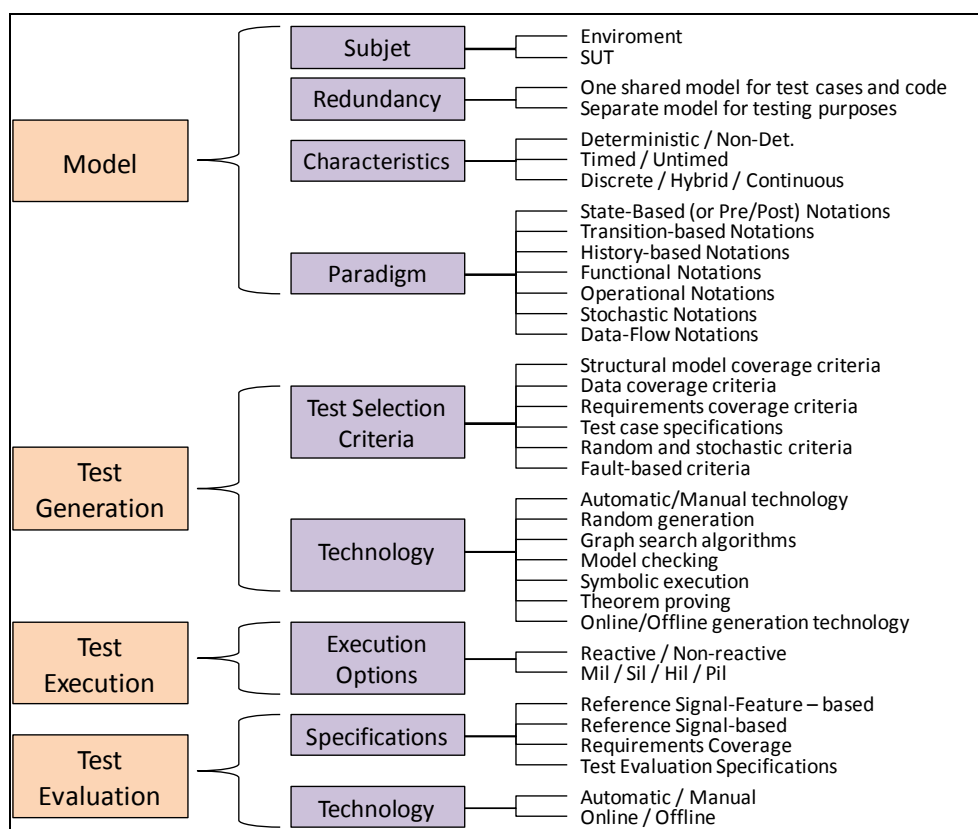 Model
Subjet
Enviroment
SUT
Redundancy
One shared model for test cases and code
Separate model for testing purposes
Characteristics
Deterministic / Non-Det.
Timed / Untimed
Discrete / Hybrid / Continuous
Paradigm
State-Based (or Pre/Post) Notations
Transition-based Notations
History-based Notations
Functional Notations
Operational Notations
Stochastic Notations
Data-Flow Notations
Test
Generation
Test Selection
Criteria
Structural model coverage criteria
Data coverage criteria
Requirements coverage criteria
Test case specifications
Random and stochastic criteria
Fault-based criteria
Technology
Automatic/Manual technology
Random generation
Graph search algorithms
Model checking
Symbolic execution
Theorem proving
Online/Offline generation technology
Test
Execution
Execution
Options
Reactive / Non-reactive
Mil / Sil / Hil / Pil
Test
Evaluation
Specifications
Reference Signal-Feature – based
Reference Signal-based
Requirements Coverage
Test Evaluation Specifications
Technology
Automatic / Manual
Online / Offline